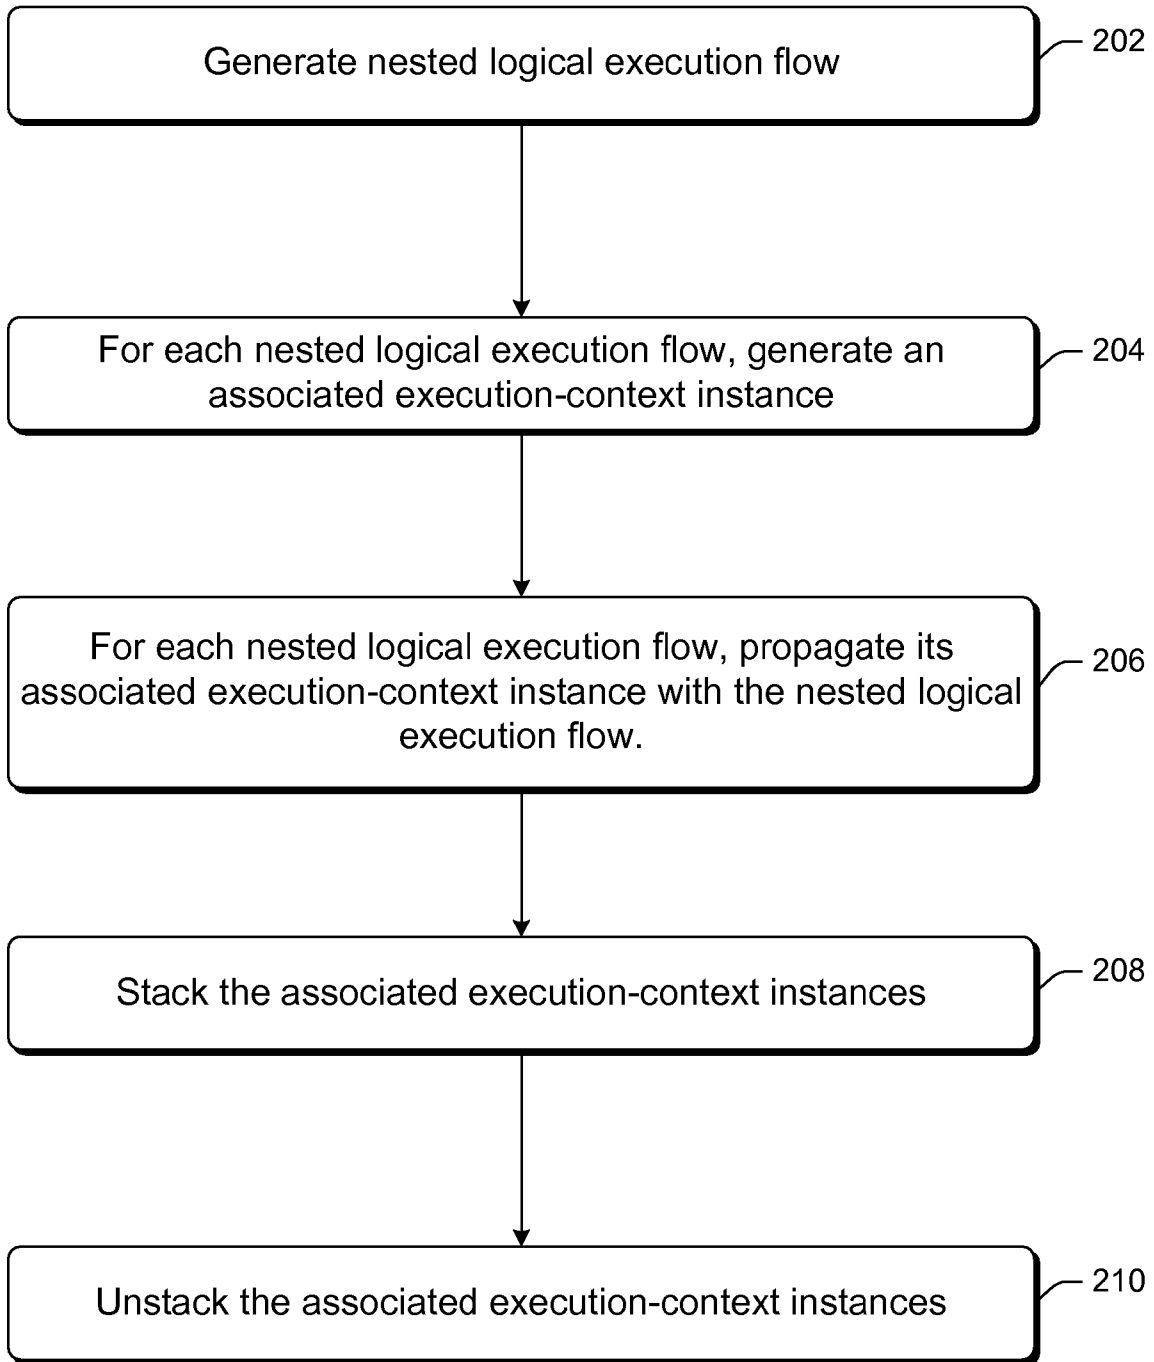 Generate nested logical execution flow
202
For each nested logical execution flow, generate an
associated execution-context instance
204
For each nested logical execution flow, propagate its
associated execution-context instance with the nested logical
execution flow.
206
Stack the associated execution-context instances
208
Unstack the associated execution-context instances
210